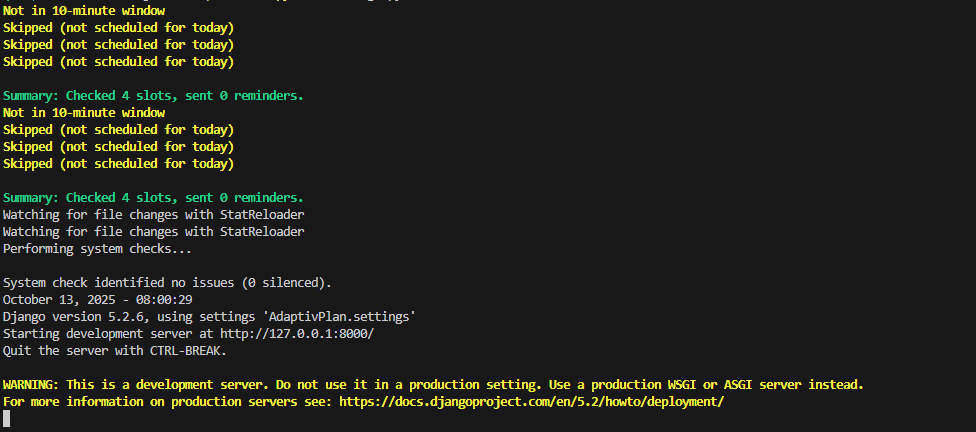 Not in 10-minute window
Skipped (not scheduled for today)
Skipped (not scheduled for today)
Skipped (not scheduled for today)
Summary: Checked 4 slots, sent 0 reminders.
Not in 10-minute window
Skipped (not scheduled for today)
Skipped (not scheduled for today)
Skipped (not scheduled for today)
Summary: Checked 4 slots, sent 0 reminders.
Watching for file changes with StatReloader
Watching for file changes with StatReloader
Performing system checks...
System check identified no issues (0 silenced).
October 13, 2025 - 08:00:29
Django version 5.2.6, using settings 'AdaptivPlan.settings'
Starting development server at http://127.0.0.1:8000/
Quit the server with CTRL-BREAK.
WARNING: This is a development server. Do not use it in a production setting. Use a production WSGI or ASGI server instead.
For more information on production servers see: https://docs.djangoproject.com/en/5.2/howto/deployment/